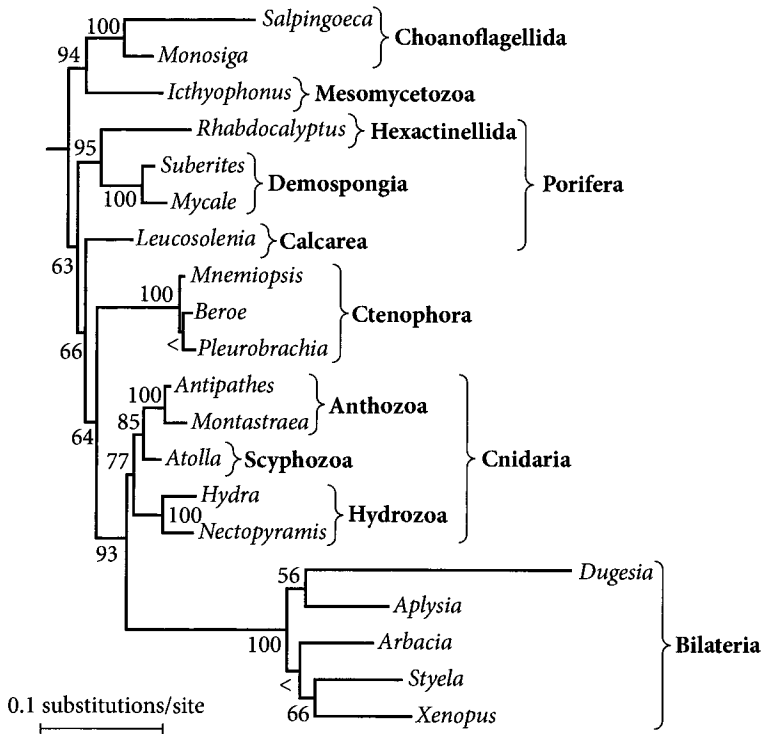 Salpingoeca
100
Choanoflagellida
94
Monosiga
Icthyophonus Mesomycetozoa
Rhabdocalyptus Hexactinellida
95
Suberites
Demospongia Porifera
100
Mycale
Leucosolenia Calcarea
63
Mnemiopsis
100
Beroe Ctenophora
< Pleurobrachia
66
Antipathes
100
Anthozoa
85 Montastraea
64
77 Atolla Scyphozoa Cnidaria
Hydra
100 Hydrozoa
Nectopyramis
93
56 Dugesia
Aplysia
100 Arbacia Bilateria
< Styela
66 Xenopus
0.1 substitutions/site